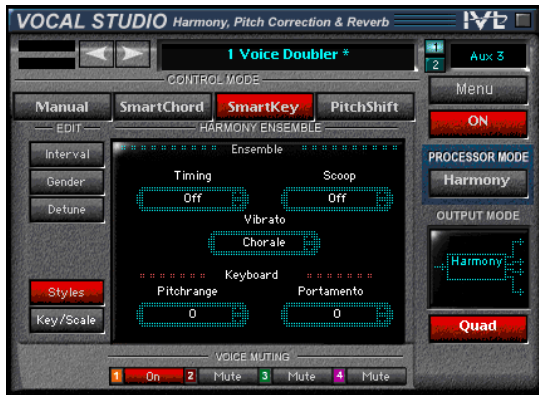 VOCAL STUDIO Harmony, Pitch Correction & Reverb IVL
1 Voice Doubler *
1
2
Aux 3
CONTROL MODE
Menu
Manual SmartChord SmartKey PitchShift
ON
EDIT
HARMONY ENSEMBLE
Interval
Ensemble
PROCESSOR MODE
Gender
Timing Scoop
Harmony
Detune
Off Off
OUTPUT MODE
Vibrato
Chorale
Harmony
Keyboard
Styles
Pitchrange Portamento
Key/Scale
0 0
Quad
VOICE MUTING
1 On 2 Mute 3 Mute 4 Mute